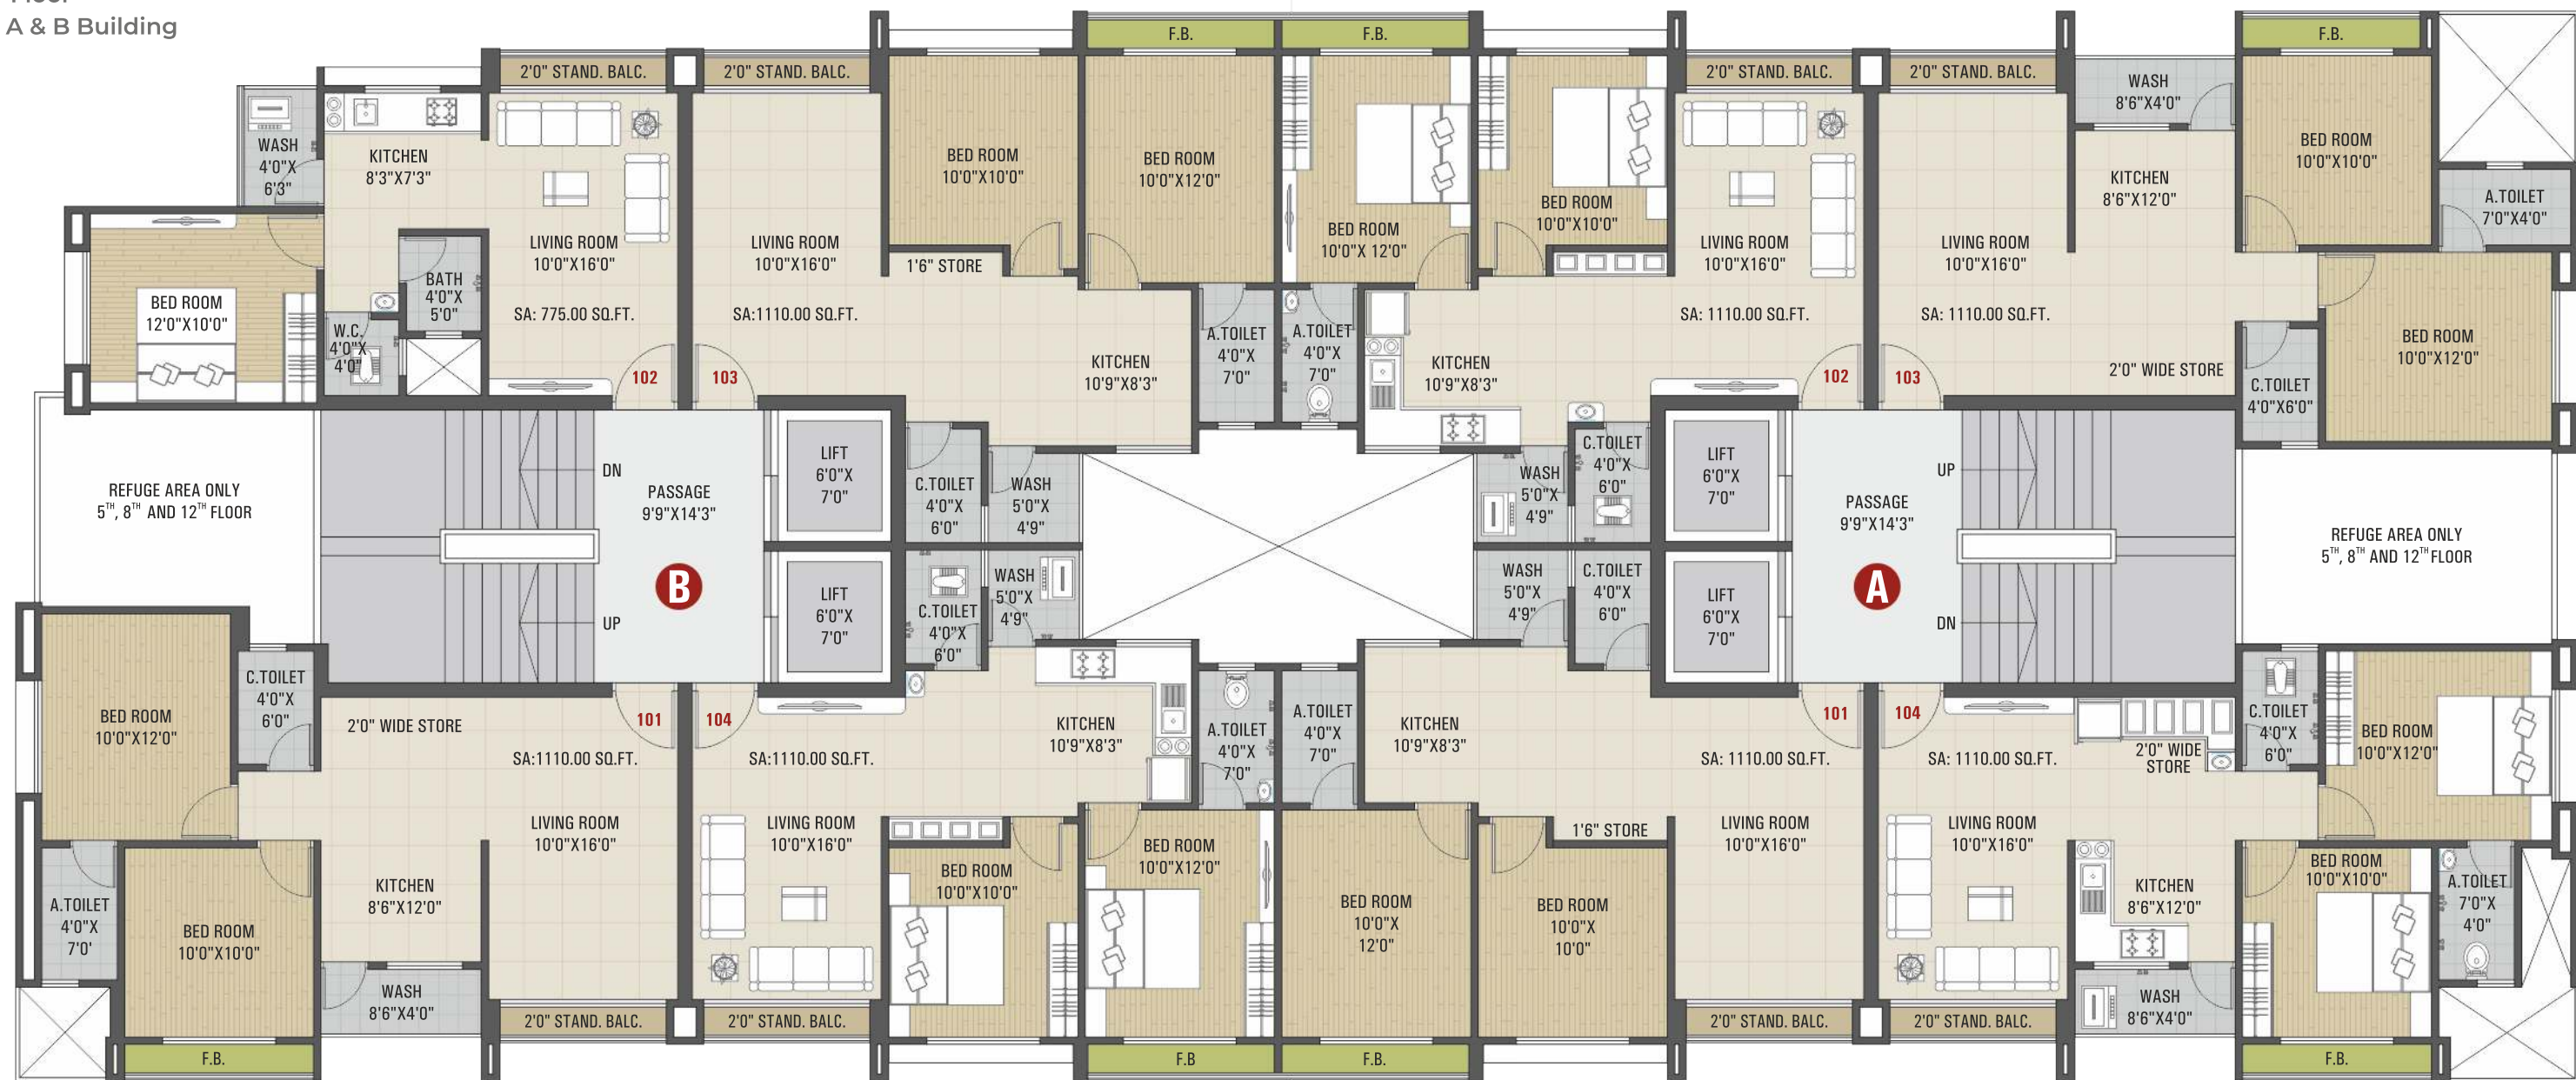 Floor
A & B Building
F.B.
F.B.
F.B.
2'0" STAND. BALC.
2'0" STAND. BALC.
2'0" STAND. BALC.
2'0" STAND. BALC.
WASH
4'0"X
6'3"
KITCHEN
8'3"X7'3"
LIVING ROOM
10'0"X16'0"
SA: 775.00 SQ.FT.
BED ROOM
12'0"X10'0"
BATH
4'0"X
5'0"
W.C.
4'0"X
4'0"
102
LIVING ROOM
10'0"X16'0"
SA:1110.00 SQ.FT.
103
BED ROOM
10'0"X10'0"
1'6" STORE
BED ROOM
10'0"X12'0"
KITCHEN
10'9"X8'3"
A.TOILET
4'0"X
7'0"
A.TOILET
4'0"X
7'0"
BED ROOM
10'0"X 12'0"
BED ROOM
10'0"X10'0"
KITCHEN
10'9"X8'3"
LIVING ROOM
10'0"X16'0"
SA: 1110.00 SQ.FT.
102
LIVING ROOM
10'0"X16'0"
SA: 1110.00 SQ.FT.
103
WASH
8'6"X4'0"
KITCHEN
8'6"X12'0"
2'0" WIDE STORE
BED ROOM
10'0"X10'0"
A.TOILET
7'0"X4'0"
BED ROOM
10'0"X12'0"
C.TOILET
4'0"X6'0"
REFUGE AREA ONLY
5TH, 8TH AND 12TH FLOOR
DN
UP
PASSAGE
9'9"X14'3"
B
LIFT
6'0"X
7'0"
LIFT
6'0"X
7'0"
C.TOILET
4'0"X
6'0"
WASH
5'0"X
4'9"
C.TOILET
4'0"X
6'0"
WASH
5'0"X
4'9"
WASH
5'0"X
4'9"
C.TOILET
4'0"X
6'0"
WASH
5'0"X
4'9"
C.TOILET
4'0"X
6'0"
LIFT
6'0"X
7'0"
LIFT
6'0"X
7'0"
PASSAGE
9'9"X14'3"
A
UP
DN
REFUGE AREA ONLY
5TH, 8TH AND 12TH FLOOR
BED ROOM
10'0"X12'0"
C.TOILET
4'0"X
6'0"
A.TOILET
4'0"X
7'0'
BED ROOM
10'0"X10'0"
2'0" WIDE STORE
KITCHEN
8'6"X12'0"
WASH
8'6"X4'0"
101
SA:1110.00 SQ.FT.
LIVING ROOM
10'0"X16'0"
104
SA:1110.00 SQ.FT.
LIVING ROOM
10'0"X16'0"
KITCHEN
10'9"X8'3"
BED ROOM
10'0"X10'0"
BED ROOM
10'0"X12'0"
A.TOILET
4'0"X
7'0"
A.TOILET
4'0"X
7'0"
KITCHEN
10'9"X8'3"
BED ROOM
10'0"X
12'0"
1'6" STORE
BED ROOM
10'0"X
10'0"
101
SA: 1110.00 SQ.FT.
LIVING ROOM
10'0"X16'0"
104
SA: 1110.00 SQ.FT.
LIVING ROOM
10'0"X16'0"
2'0" WIDE
STORE
KITCHEN
8'6"X12'0"
WASH
8'6"X4'0"
C.TOILET
4'0"X
6'0"
BED ROOM
10'0"X12'0"
BED ROOM
10'0"X10'0"
A.TOILET
7'0"X
4'0"
2'0" STAND. BALC.
2'0" STAND. BALC.
2'0" STAND. BALC.
2'0" STAND. BALC.
F.B.
F.B
F.B.
F.B.